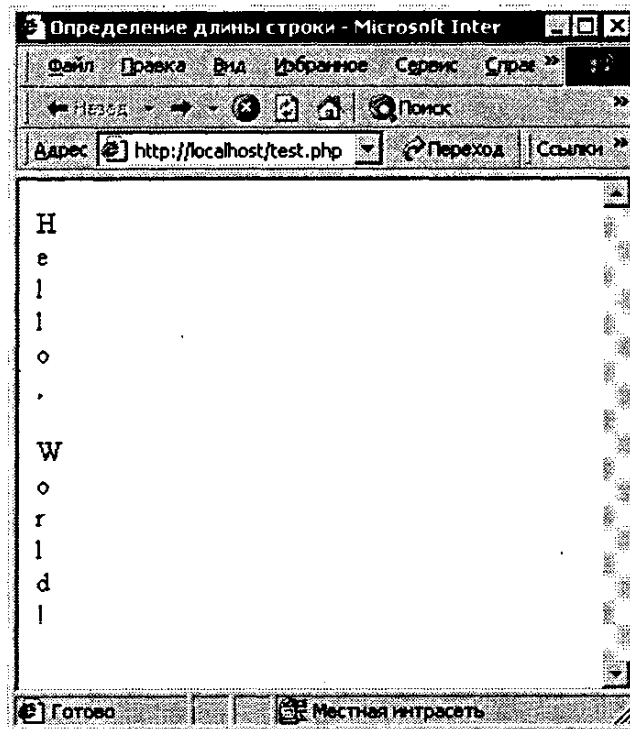 Определение длины строки - Microsoft Inter
Файл Правка Вид Избранное Сервис Справ »
Назад Поиск »
Адрес http://localhost/test.php Переход Ссылки »
H
e
l
l
o
,
W
o
r
l
d
!
Готово Местная интрасеть